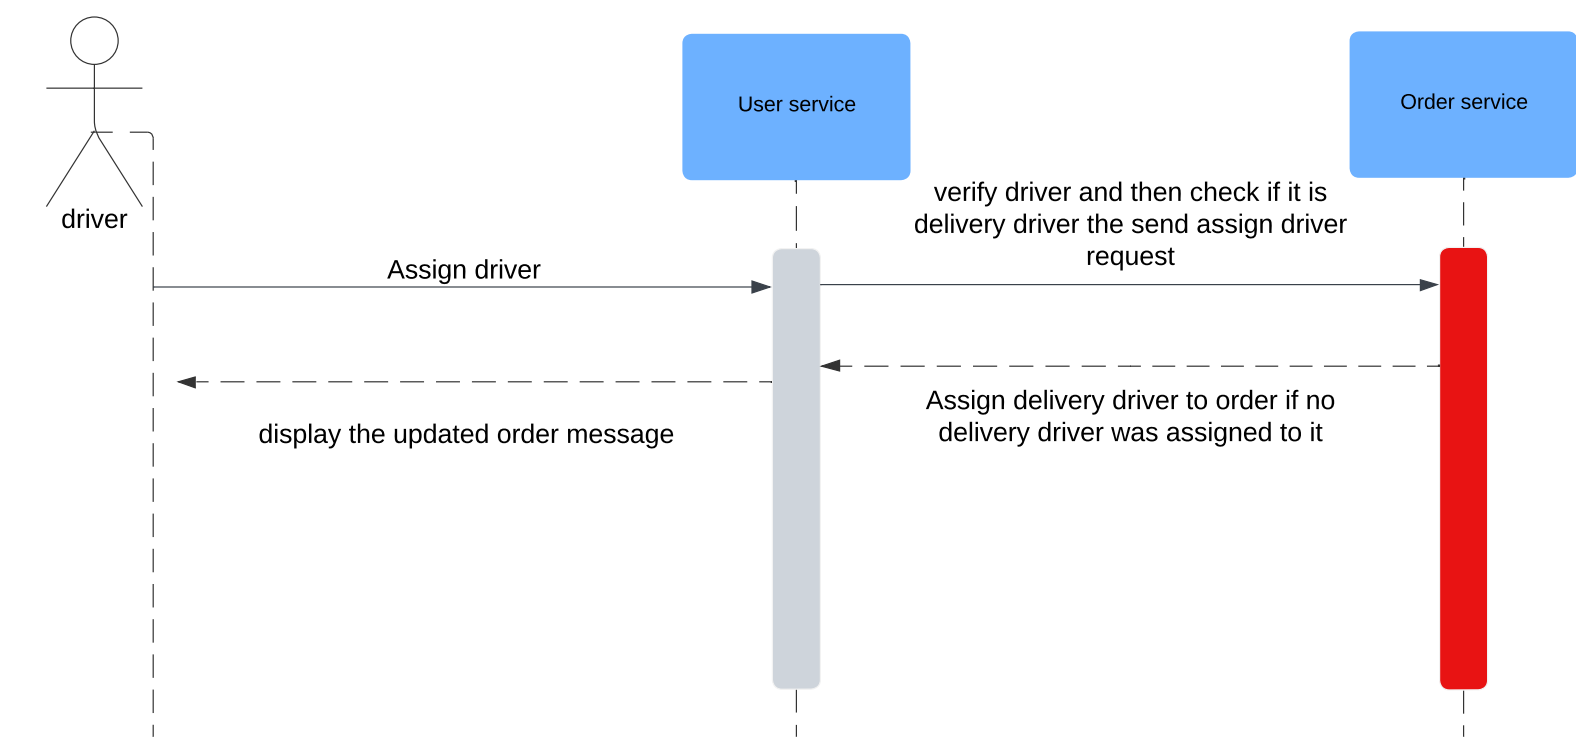 User service
Order service
driver
verify driver and then check if it is
delivery driver the send assign driver
request
Assign driver
Assign delivery driver to order if no
delivery driver was assigned to it
display the updated order message